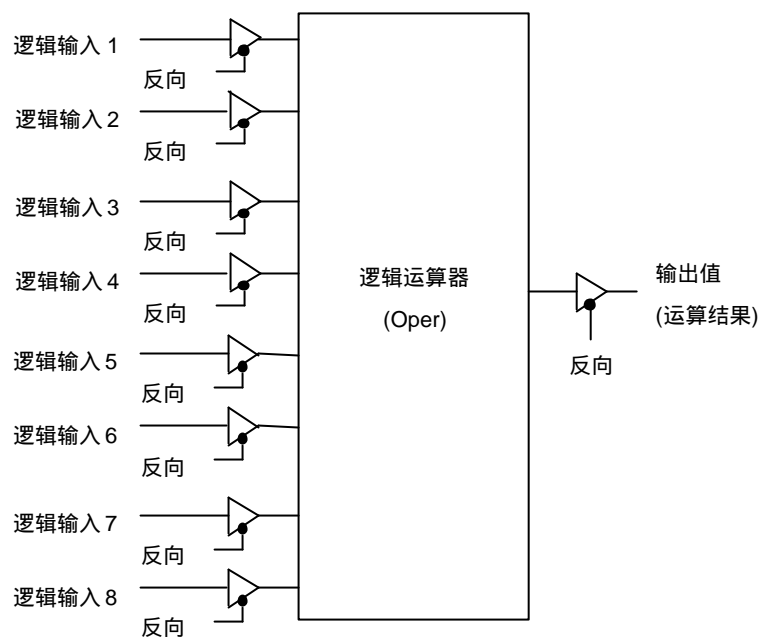 逻辑输入 1
反向
逻辑输入 2
反向
逻辑输入 3
反向
逻辑输入 4
反向
逻辑输入 5
反向
逻辑输入 6
反向
逻辑输入 7
反向
逻辑输入 8
反向
逻辑运算器
(Oper)
输出值
(运算结果)
反向